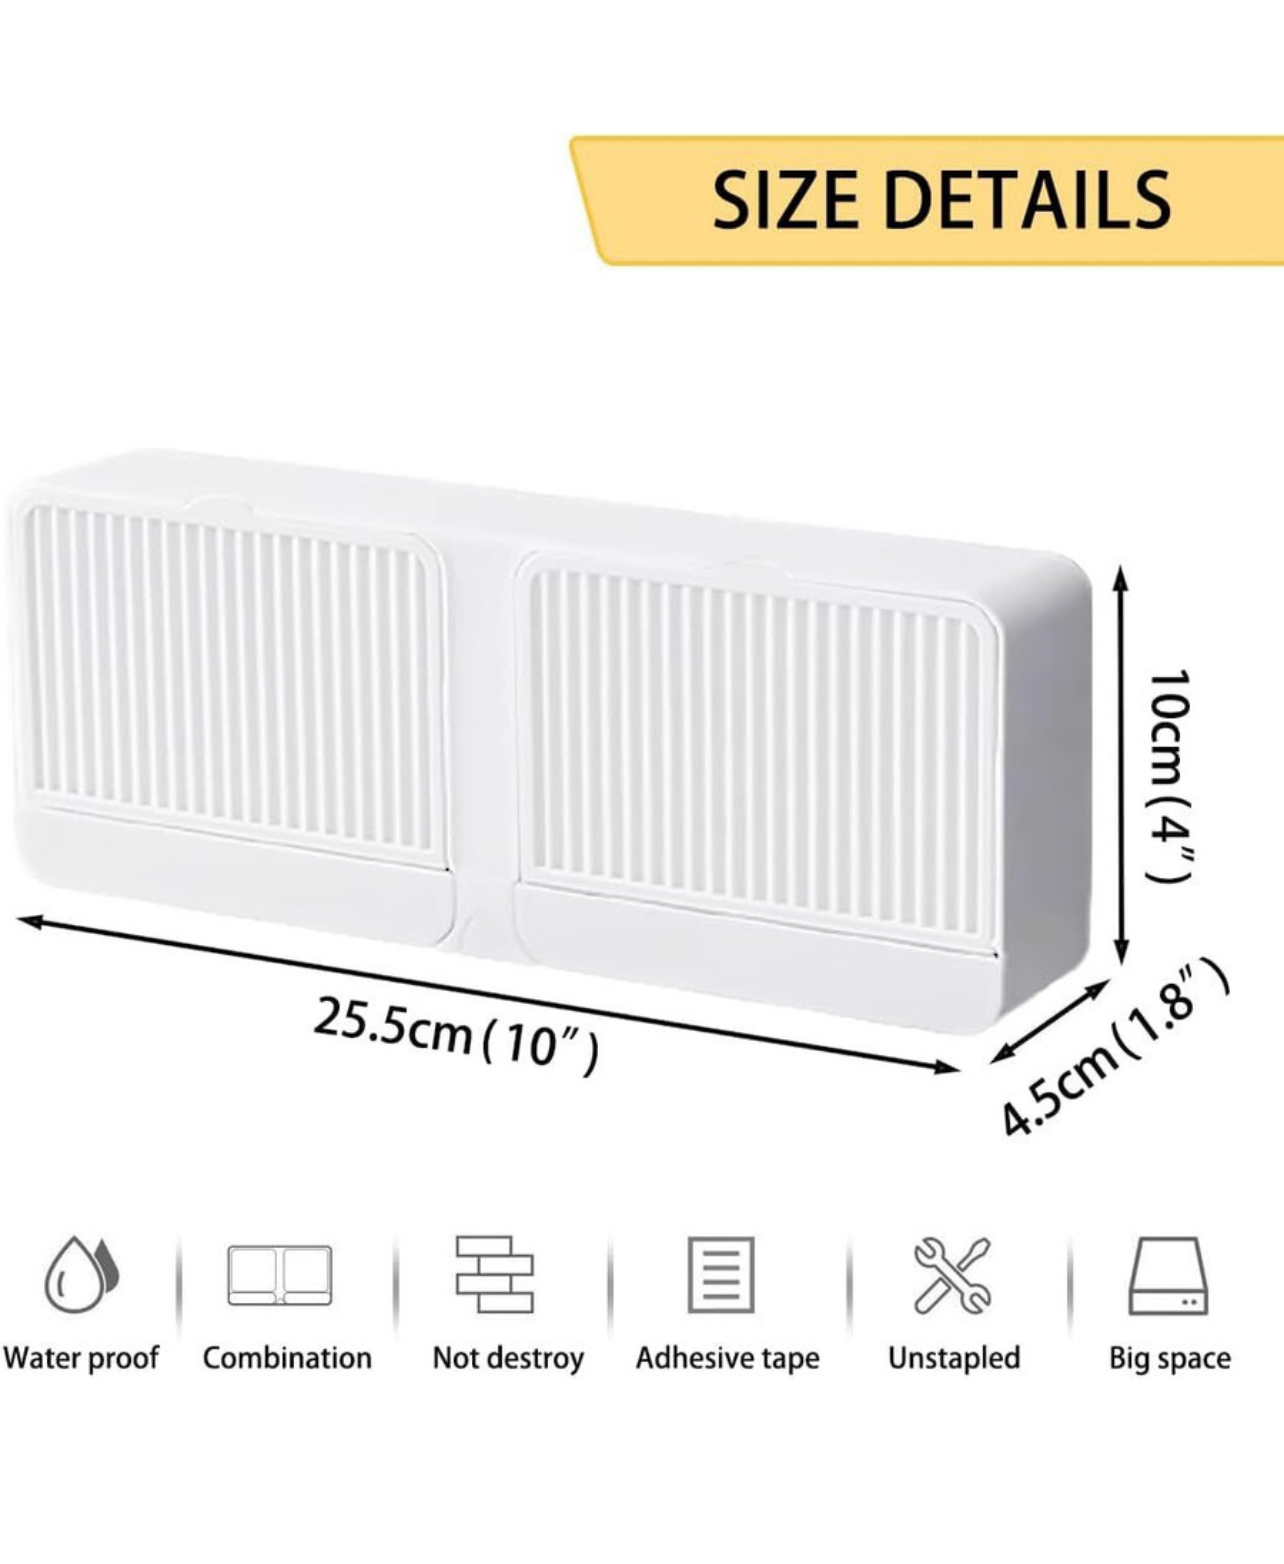 SIZE DETAILS
10cm(4")
25.5cm(10")
4.5cm(1.8")
Water proof
Combination
Not destroy
Adhesive tape
Unstapled
Big space